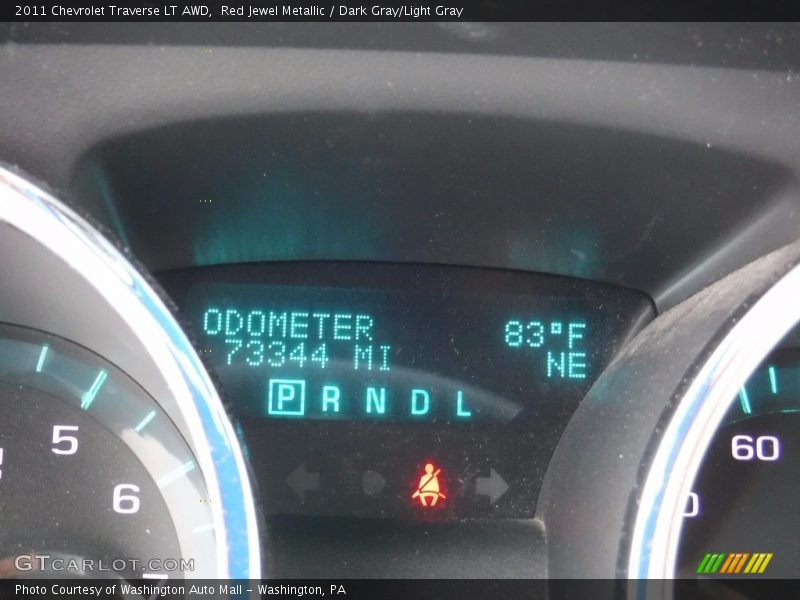 2011 Chevrolet Traverse LT AWD, Red Jewel Metallic / Dark Gray/Light Gray
ODOMETER 83°F
73344 MI NE
P R N D L
5
6
60
GTCARLOT.COM
Photo Courtesy of Washington Auto Mall - Washington, PA